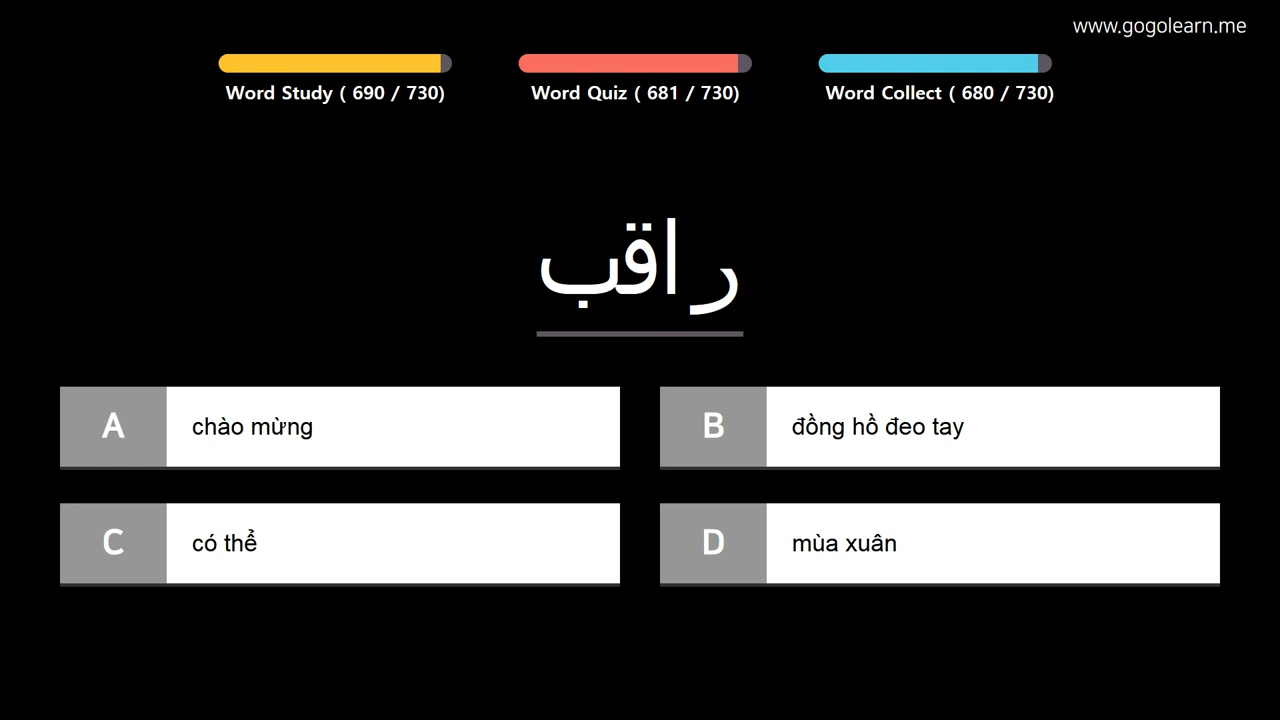 www.gogolearn.me
Word Study ( 690 / 730)
Word Quiz ( 681 / 730)
Word Collect ( 680 / 730)
راقب
A
chào mừng
B
đồng hồ đeo tay
C
có thể
D
mùa xuân